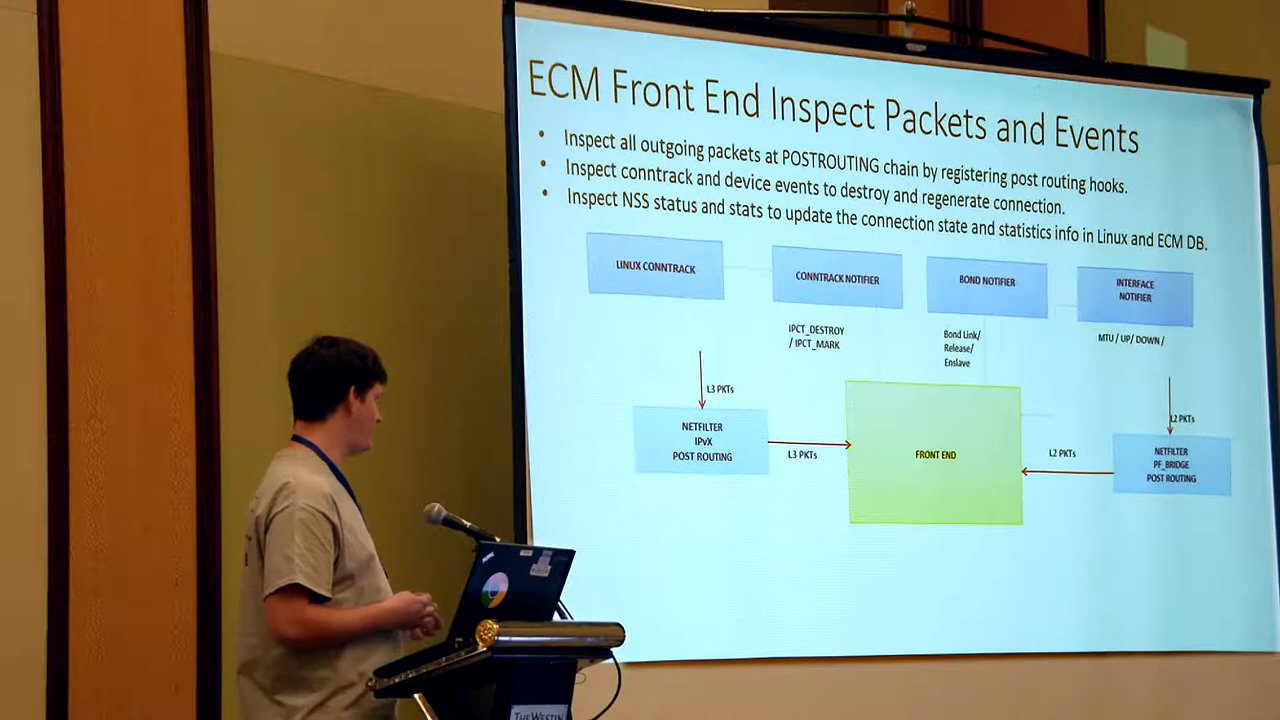 ECM Front End Inspect Packets and Events
• Inspect all outgoing packets at POSTROUTING chain by registering post routing hooks.
• Inspect conntrack and device events to destroy and regenerate connection.
• Inspect NSS status and stats to update the connection state and statistics info in Linux and ECM DB.
LINUX CONNTRACK
CONNTRACK NOTIFIER
BOND NOTIFIER
INTERFACE
NOTIFIER
IPCT_DESTROY
/ IPCT_MARK
Bond Link/
Release/
Enslave
MTU / UP/ DOWN /
L3 PKTs
L2 PKTs
NETFILTER
IPvX
POST ROUTING
L3 PKTs
FRONT END
L2 PKTs
NETFILTER
PF_BRIDGE
POST ROUTING
THE WESTIN